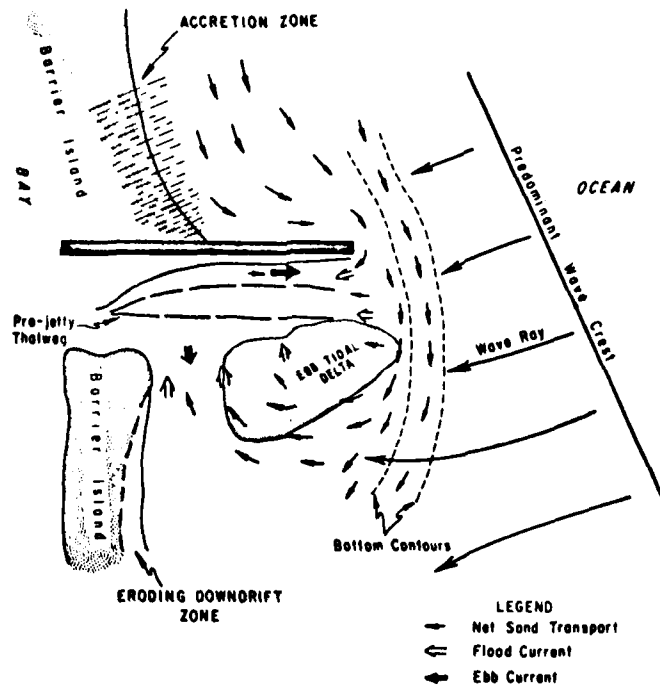 ACCRETION ZONE
Barrier Island
BAY
Predominant Wave Crest
OCEAN
Pre-jetty
Thalweg
Wave Ray
EBB TIDAL
DELTA
Barrier Island
Bottom Contours
ERODING DOWNDRIFT
ZONE
LEGEND
Net Sand Transport
Flood Current
Ebb Current